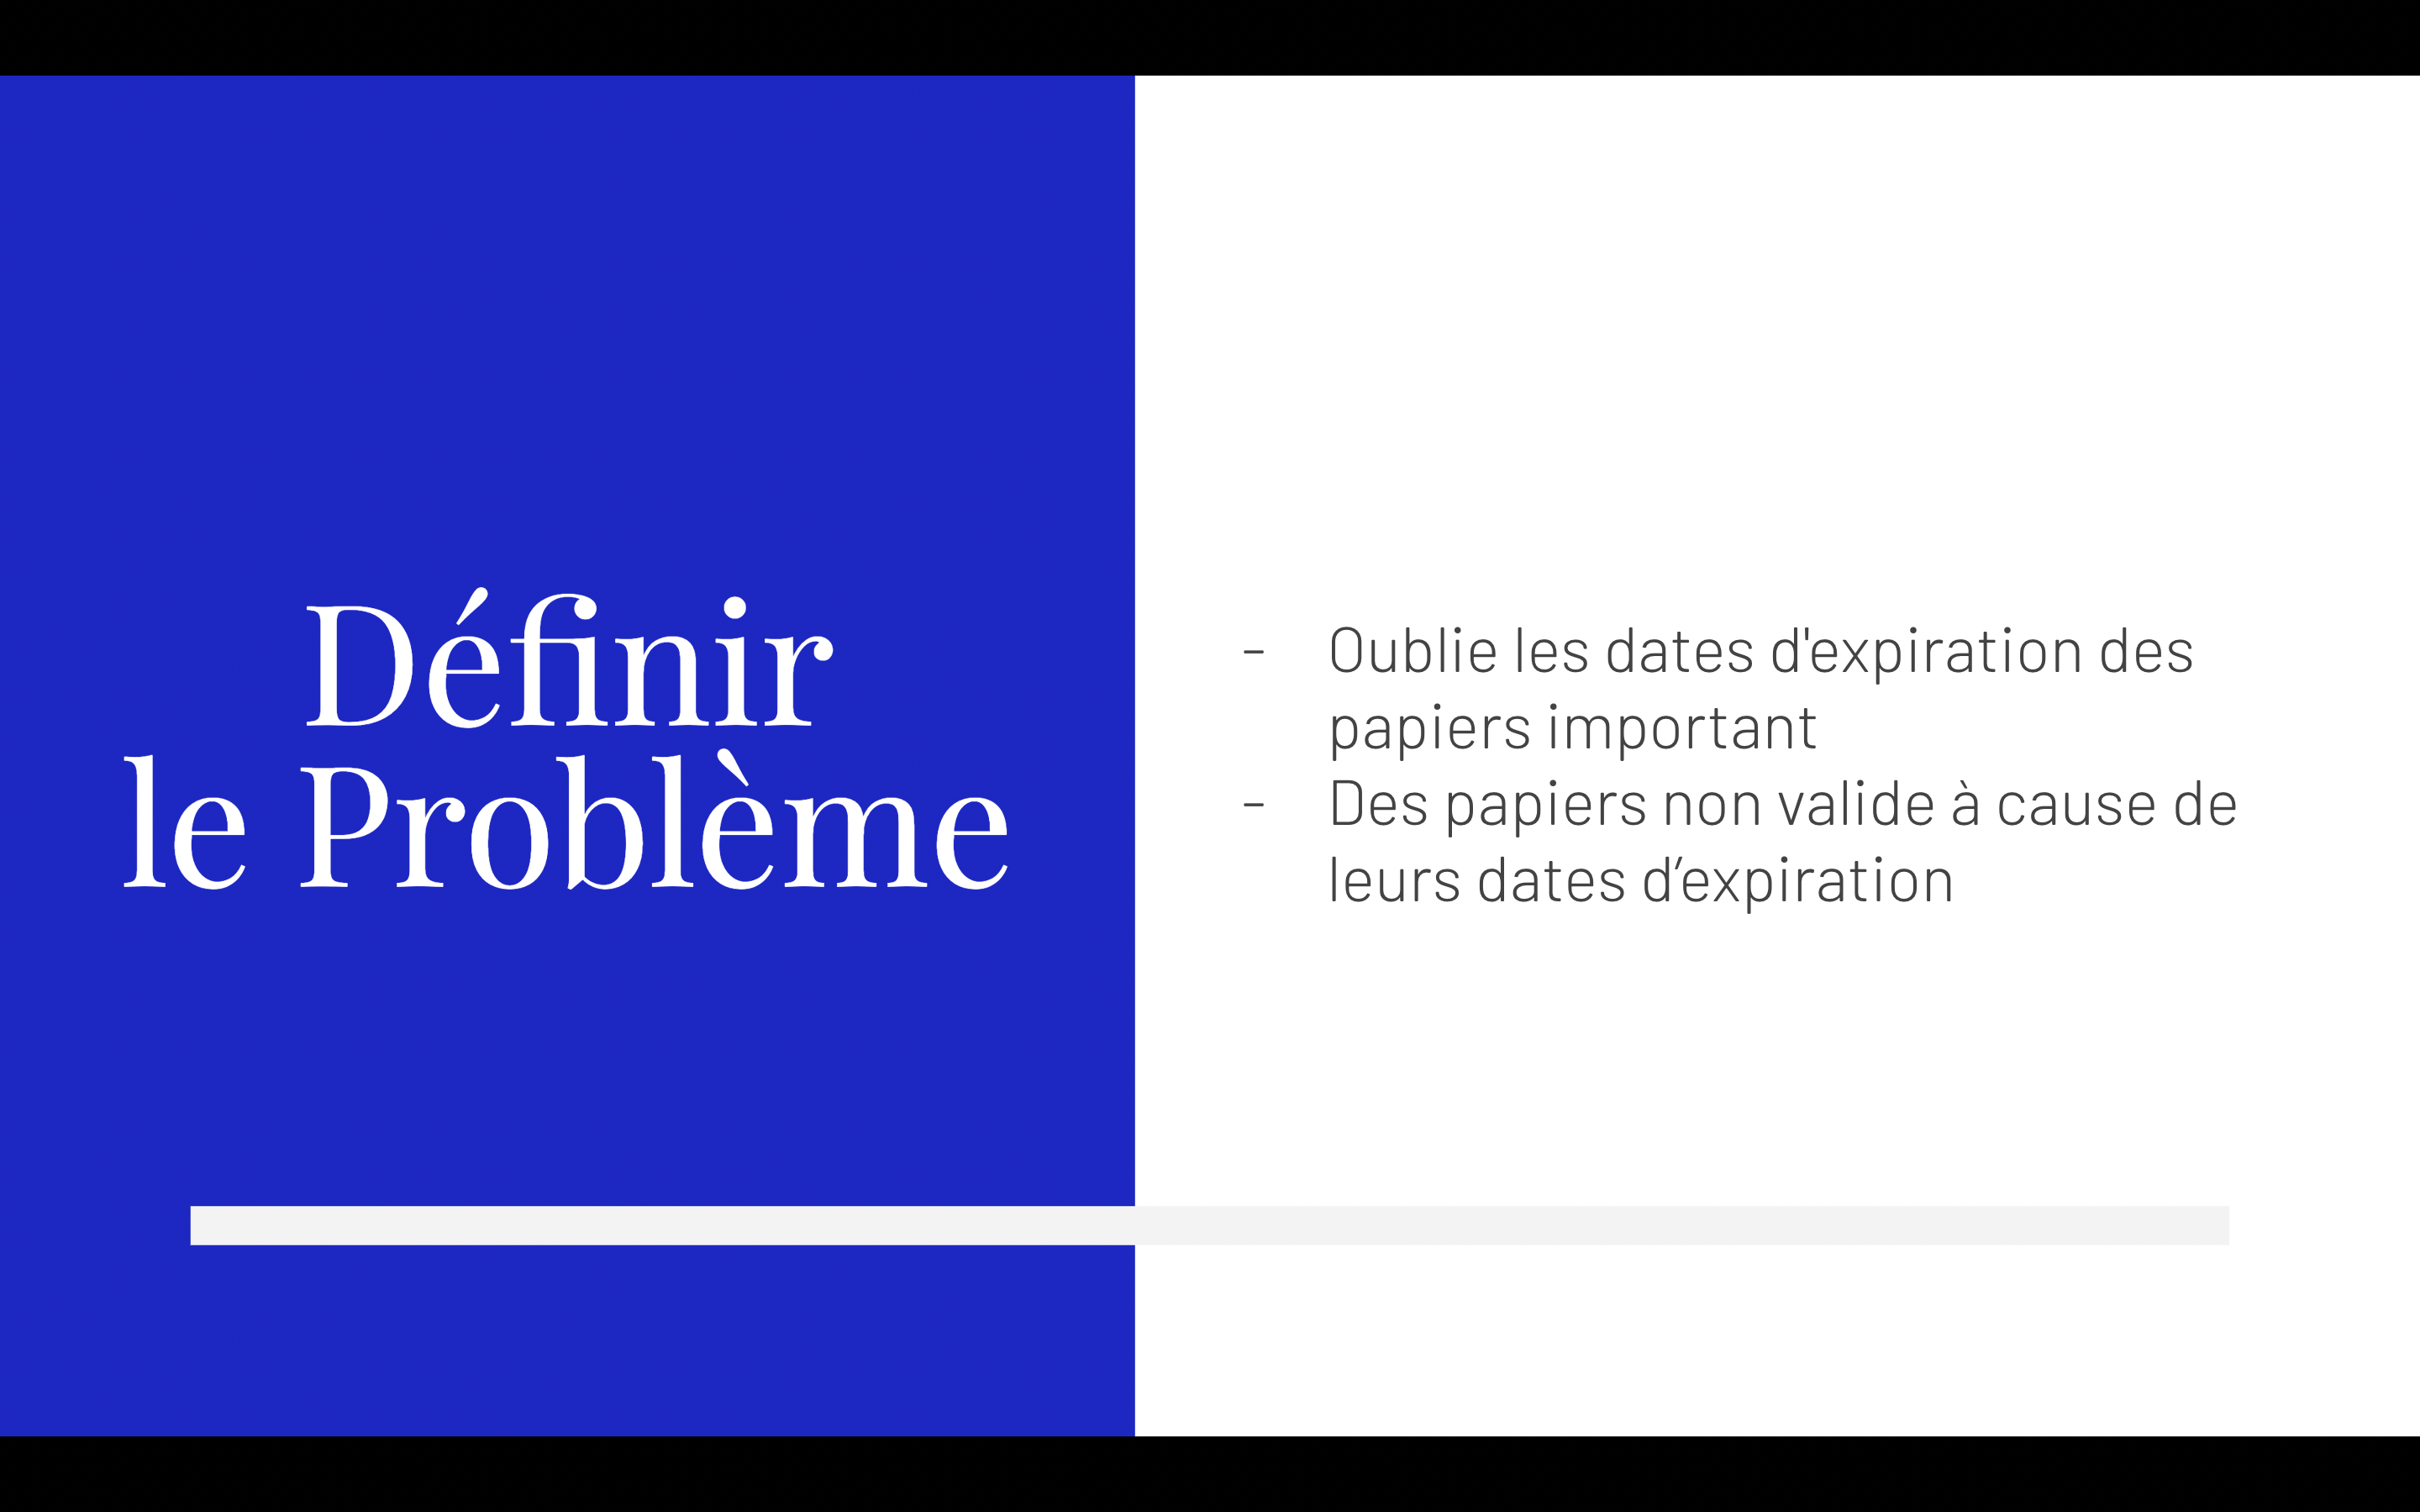 Définir
le Problème
- Oublie les dates d'expiration des
papiers important
- Des papiers non valide à cause de
leurs dates d’expiration